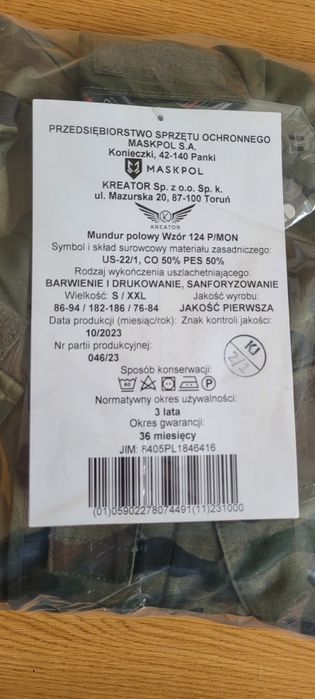 PRZEDSIĘBIORSTWO SPRZĘTU OCHRONNEGO
MASKPOL S.A.
Konieczki, 42-140 Panki
MASKPOL
KREATOR Sp. z o.o. Sp. k.
ul. Mazurska 20, 87-100 Toruń
K
KREATOR
Mundur polowy Wzór 124 P/MON
Symbol i skład surowcowy materiału zasadniczego:
US-22/1, CO 50% PES 50%
Rodzaj wykończenia uszlachetniającego:
BARWIENIE I DRUKOWANIE, SANFORYZOWANIE
Wielkość: S / XXL Jakość wyrobu:
86-94 / 182-186 / 76-84 JAKOŚĆ PIERWSZA
Data produkcji (miesiąc/rok): Znak kontroli jakości:
10/2023
Nr partii produkcyjnej:
046/23
KJ
2/1
Sposób konserwacji:
P
Normatywny okres używalności:
3 lata
Okres gwarancji:
36 miesięcy
JIM: 8405PL1846416
(01)05902278074491(11)231000